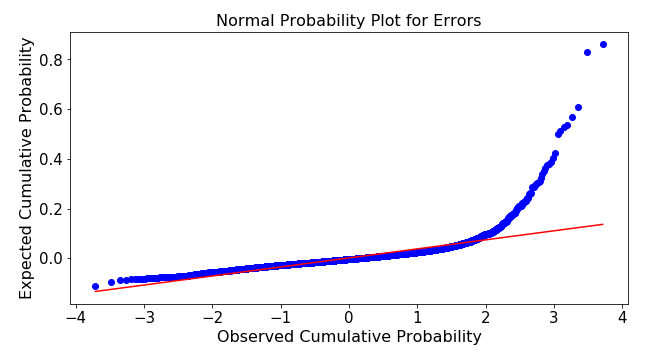 Normal Probability Plot for Errors
Expected Cumulative Probability
0.8
0.6
0.4
0.2
0.0
−4 −3 −2 −1 0 1 2 3 4
Observed Cumulative Probability